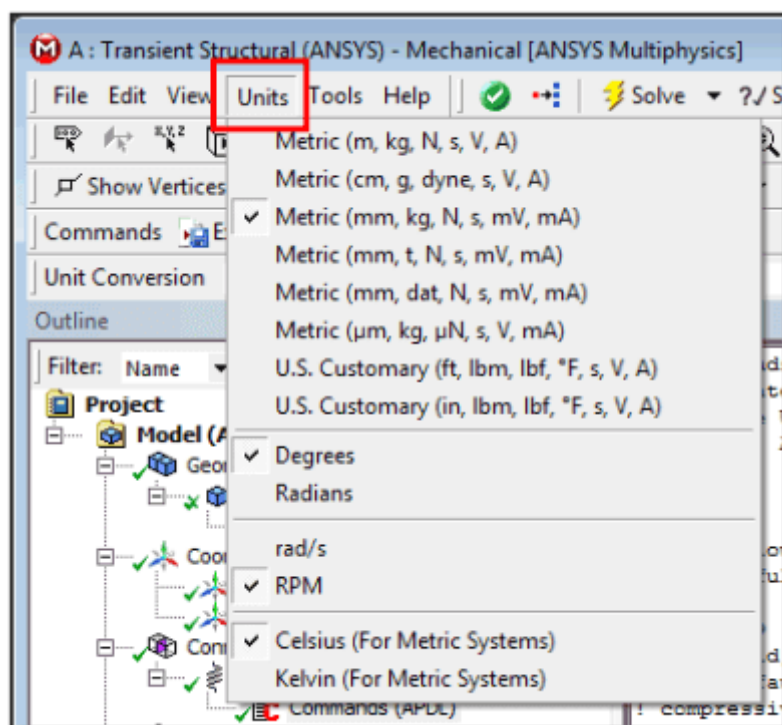 A : Transient Structural (ANSYS) - Mechanical [ANSYS Multiphysics]
File Edit View Units Tools Help Solve ?/
Show Vertices
Commands
Unit Conversion
Outline
Filter: Name
Project
Model
Metric (m, kg, N, s, V, A)
Metric (cm, g, dyne, s, V, A)
Metric (mm, kg, N, s, mV, mA)
Metric (mm, t, N, s, mV, mA)
Metric (mm, dat, N, s, mV, mA)
Metric (µm, kg, µN, s, V, mA)
U.S. Customary (ft, lbm, lbf, °F, s, V, A)
U.S. Customary (in, lbm, lbf, °F, s, V, A)
Degrees
Radians
rad/s
RPM
Celsius (For Metric Systems)
Kelvin (For Metric Systems)
Commands (APDL)